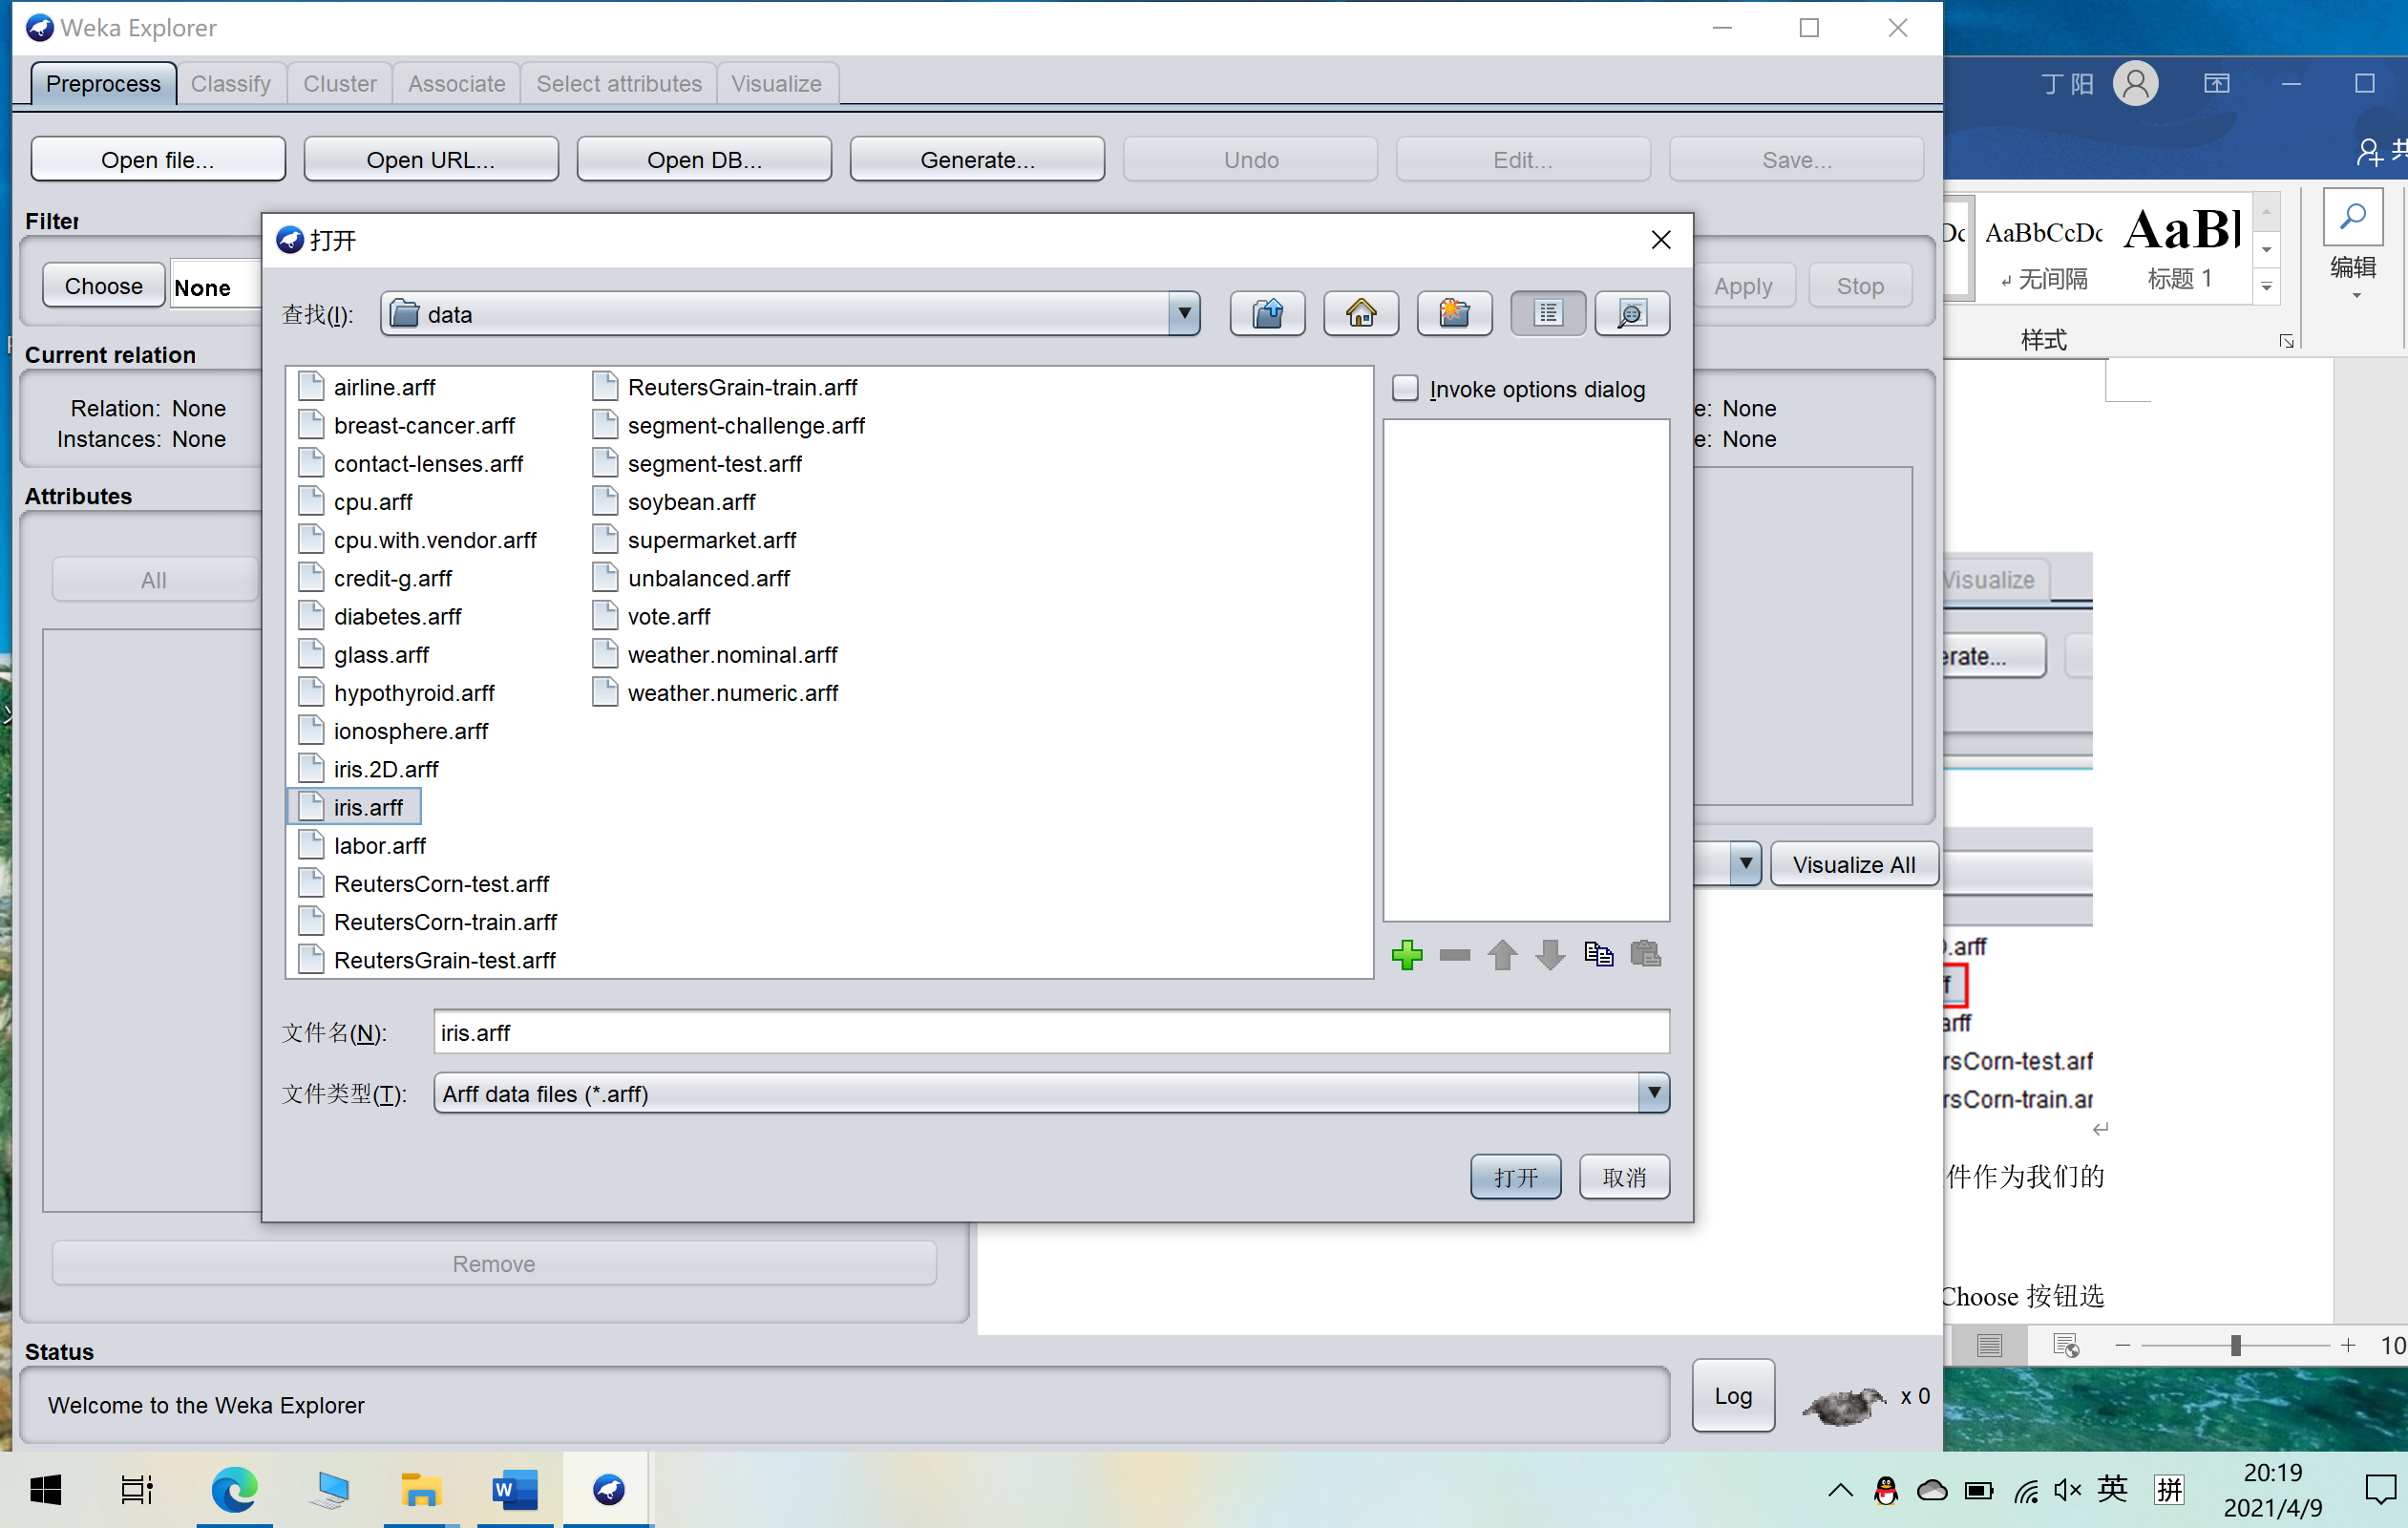 Weka Explorer
Preprocess Classify Cluster Associate Select attributes Visualize
Open file... Open URL... Open DB... Generate... Undo Edit... Save...
Filter
Choose None
Apply Stop
Current relation
Relation: None
Instances: None
e: None
e: None
Attributes
All
Remove
Visualize All
Status
Welcome to the Weka Explorer
Log
x 0
打开
查找(I): data
airline.arff
breast-cancer.arff
contact-lenses.arff
cpu.arff
cpu.with.vendor.arff
credit-g.arff
diabetes.arff
glass.arff
hypothyroid.arff
ionosphere.arff
iris.2D.arff
iris.arff
labor.arff
ReutersCorn-test.arff
ReutersCorn-train.arff
ReutersGrain-test.arff
ReutersGrain-train.arff
segment-challenge.arff
segment-test.arff
soybean.arff
supermarket.arff
unbalanced.arff
vote.arff
weather.nominal.arff
weather.numeric.arff
Invoke options dialog
文件名(N): iris.arff
文件类型(T): Arff data files (*.arff)
打开 取消
丁 阳
共
AaBbCcDc AaBl
无间隔 标题 1
样式
编辑
Visualize
erate...
.arff
arff
rsCorn-test.arf
rsCorn-train.ar
件作为我们的
Choose 按钮选
10
英 拼
20:19
2021/4/9